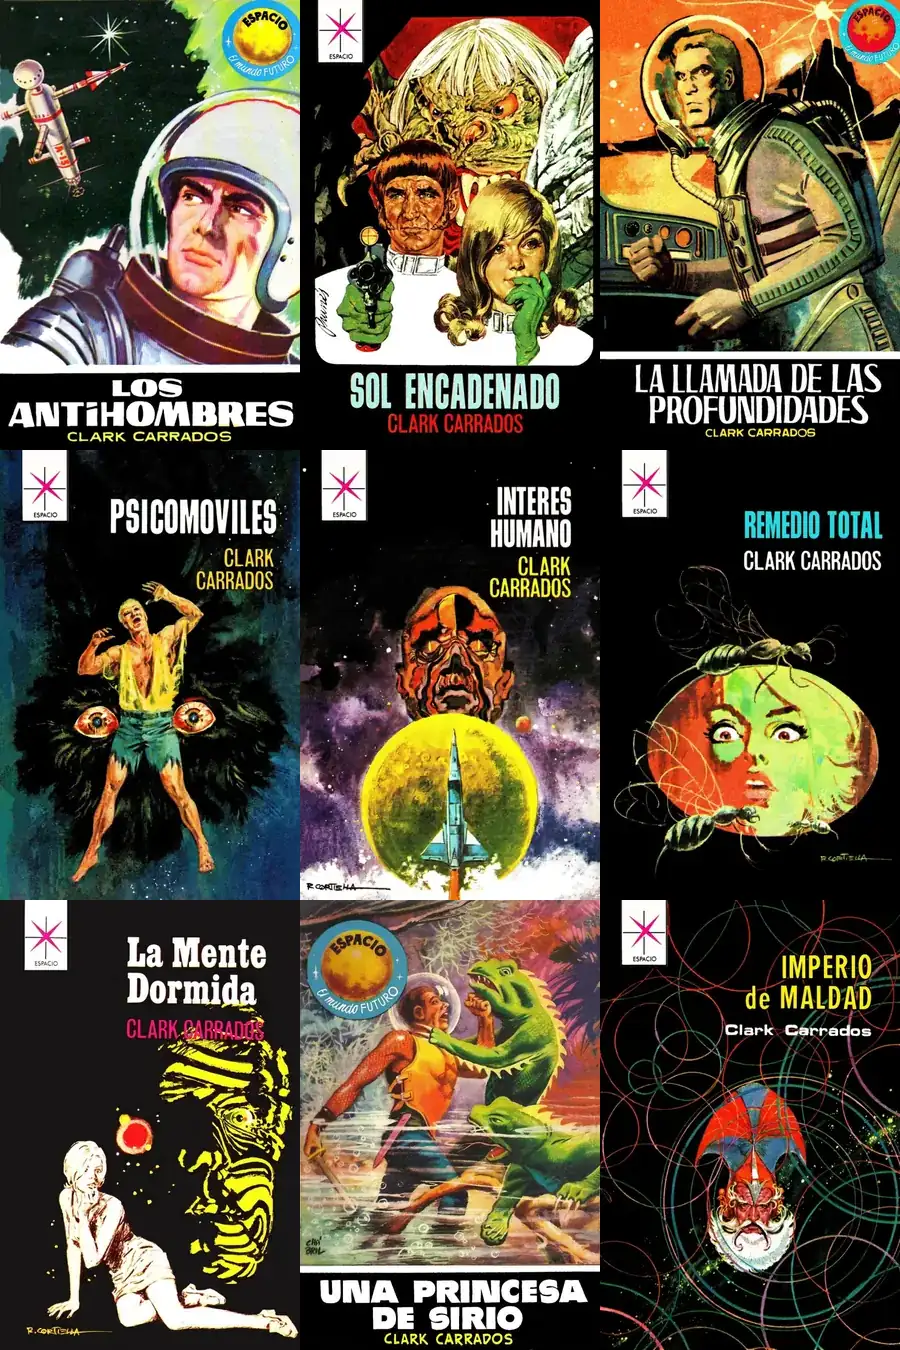 ESPACIO
El mundo FUTURO
A-19
LOS
ANTiHOMBRES
CLARK CARRADOS
ESPACIO
Prunes
SOL ENCADENADO
CLARK CARRADOS
ESPACIO
El mundo FUTURO
LA LLAMADA DE LAS
PROFUNDIDADES
CLARK CARRADOS
ESPACIO
PSICOMOVILES
CLARK
CARRADOS
ESPACIO
INTERES
HUMANO
CLARK
CARRADOS
R. CORTIELLA
ESPACIO
REMEDIO TOTAL
CLARK CARRADOS
R. CORTIELLA
ESPACIO
La Mente
Dormida
CLARK CARRADOS
R. CORTIELLA
ESPACIO
El mundo FUTURO
UNA PRINCESA
DE SIRIO
CLARK CARRADOS
ESPACIO
IMPERIO
de MALDAD
Clark Carrados